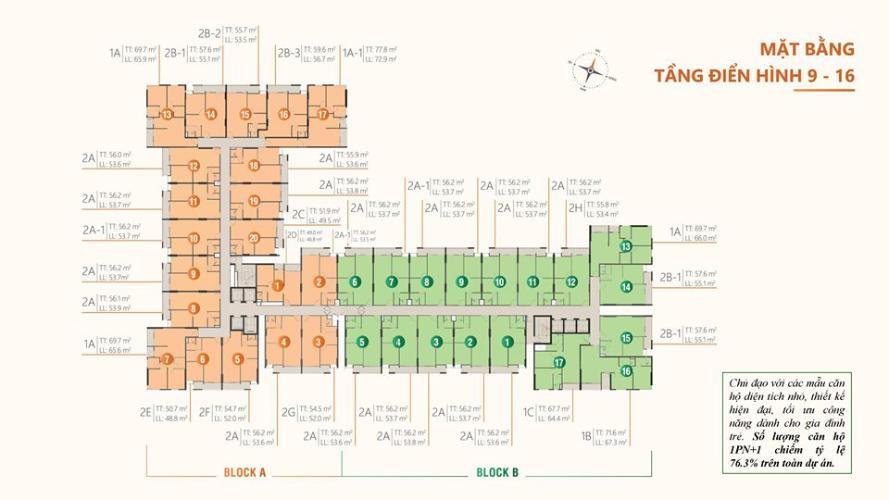 MẶT BẰNG
TẦNG ĐIỂN HÌNH 9 - 16
2B-2 TT: 55.7 m² LL: 53.5 m²
1A TT: 69.7 m² LL: 65.9 m²
2B-1 TT: 57.6 m² LL: 55.1 m²
2B-3 TT: 59.6 m² LL: 56.7 m²
1A-1 TT: 77.8 m² LL: 72.9 m²
13 14 15 16 17
2A TT: 56.0 m² LL: 53.6 m²
12 18
2A TT: 55.9 m² LL: 53.6 m²
2A TT: 56.2 m² LL: 53.7 m²
11 19
2A TT: 56.2 m² LL: 53.8 m²
2A-1 TT: 56.2 m² LL: 53.7 m²
10 20
2C TT: 51.9 m² LL: 49.5 m²
2D TT: 49.0 m² LL: 46.8 m²
2A-1 TT: 56.2 m² LL: 53.5 m²
2A TT: 56.2 m² LL: 53.7 m²
2A-1 TT: 56.2 m² LL: 53.7 m²
2A TT: 56.2 m² LL: 53.7 m²
2A-1 TT: 56.2 m² LL: 53.7 m²
2A TT: 56.2 m² LL: 53.7 m²
2A TT: 56.2 m² LL: 53.7 m²
2H TT: 55.8 m² LL: 53.4 m²
1A TT: 69.7 m² LL: 66.0 m²
13
2A TT: 56.2 m² LL: 53.7m²
9 1 2 6 7 8 9 10 11 12 14
2B-1 TT: 57.6 m² LL: 55.1 m²
2A TT: 56.1 m² LL: 53.9 m²
8
1A TT: 69.7 m² LL: 65.6 m²
7 6 5 4 3 5 4 3 2 1 17 15 16
2B-1 TT: 57.6 m² LL: 55.1 m²
2E TT: 50.7 m² LL: 48.8 m²
2F TT: 54.7 m² LL: 52.0 m²
2G TT: 54.5 m² LL: 52.0 m²
2A TT: 56.2 m² LL: 53.7 m²
2A TT: 56.2 m² LL: 53.7 m²
1C TT: 67.7 m² LL: 64.4 m²
2A TT: 56.2 m² LL: 53.6 m²
2A TT: 56.2 m² LL: 53.6 m²
2A TT: 56.2 m² LL: 53.8 m²
2A TT: 56.2 m² LL: 53.6 m²
1B TT: 71.6 m² LL: 67.3 m²
BLOCK A
BLOCK B
Chủ đạo với các mẫu căn
hộ diện tích nhỏ, thiết kế
hiện đại, tối ưu công
năng dành cho gia đình
trẻ. Số lượng căn hộ
1PN+1 chiếm tỷ lệ
76.3% trên toàn dự án.